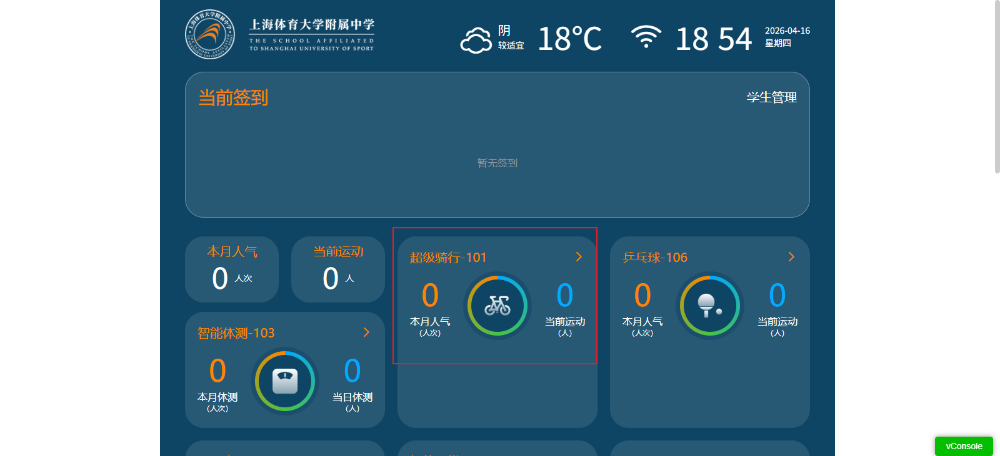 上海体育大学附属中学
THE SCHOOL AFFILIATED
TO SHANGHAI UNIVERSITY OF SPORT
阴
较适宜
18℃
18 54
2026-04-16
星期四
当前签到
学生管理
暂无签到
本月人气
0 人次
当前运动
0 人
超级骑行-101
0
本月人气
(人次)
0
当前运动
(人)
乒乓球-106
0
本月人气
(人次)
0
当前运动
(人)
智能体测-103
0
本月体测
(人次)
0
当日体测
(人)
vConsole